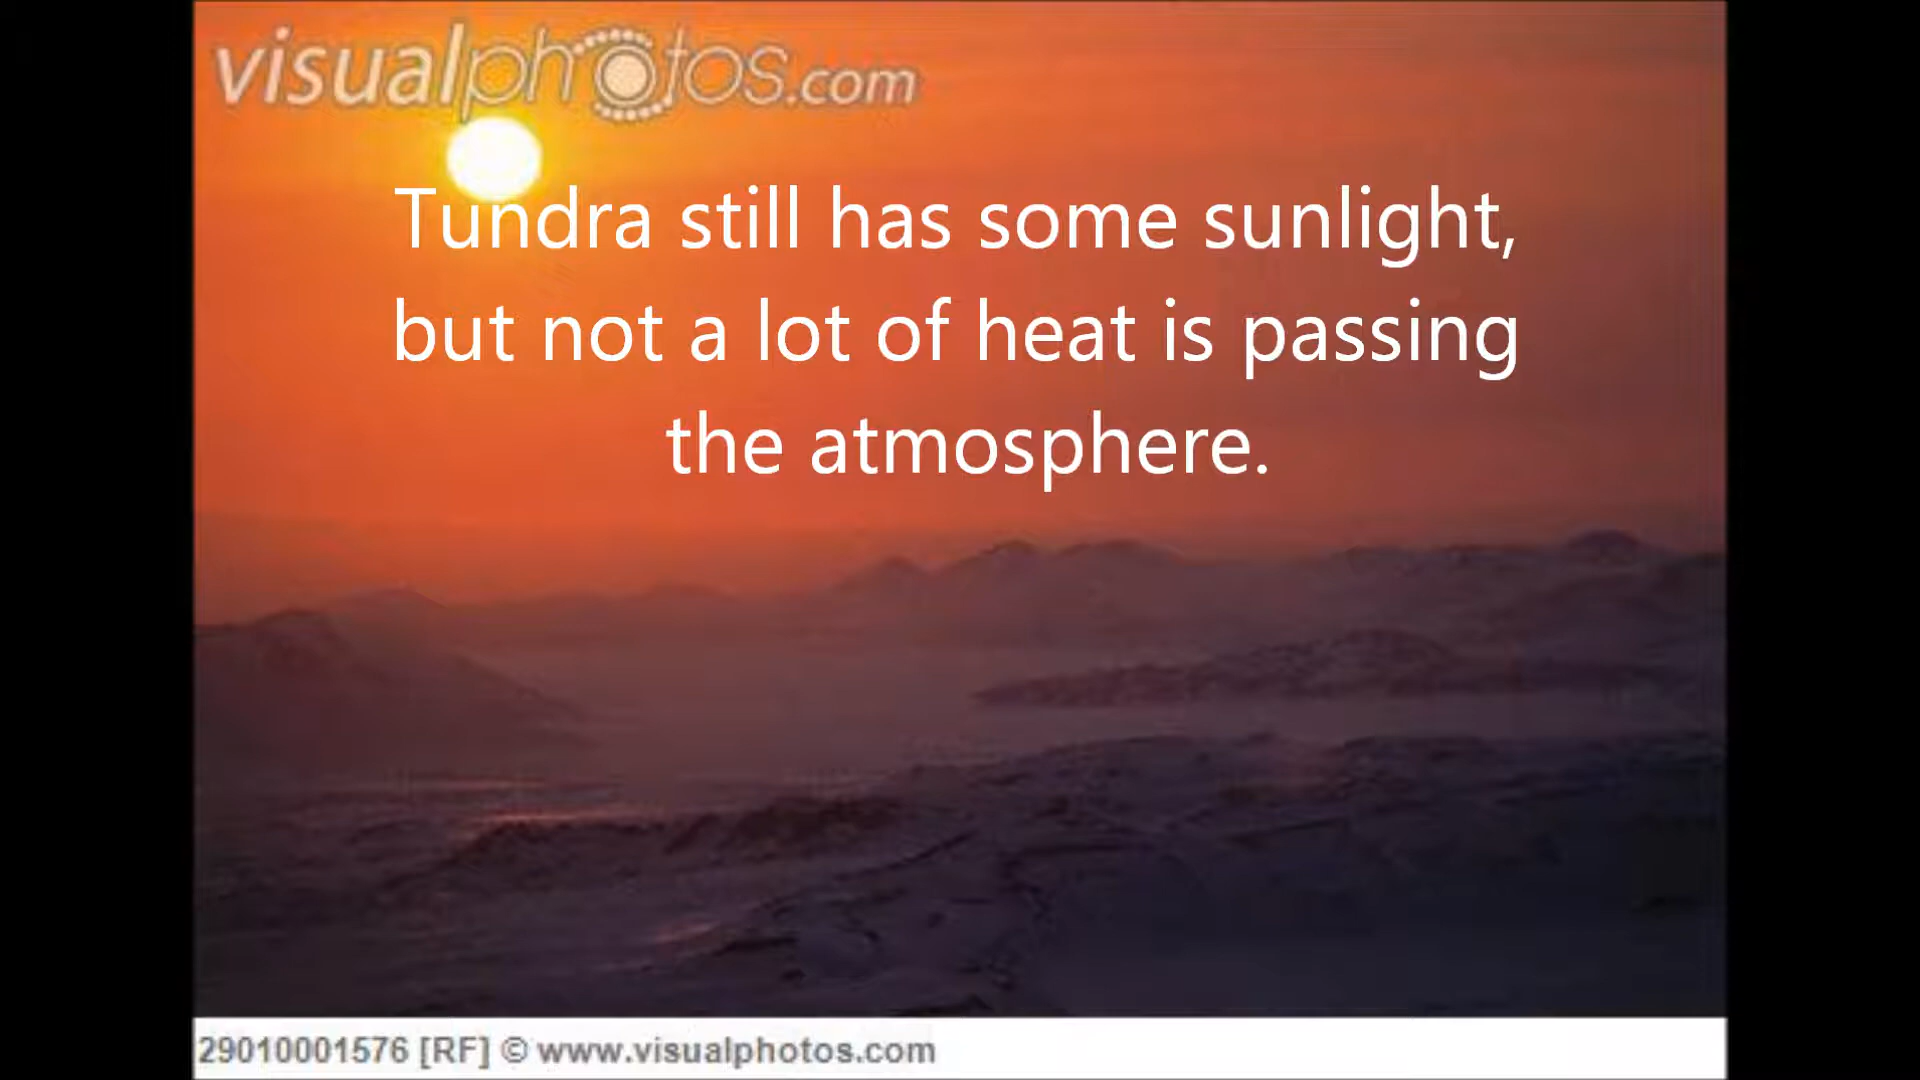 visualphotos.com
Tundra still has some sunlight,
but not a lot of heat is passing
the atmosphere.
29010001576 [RF] © www.visualphotos.com